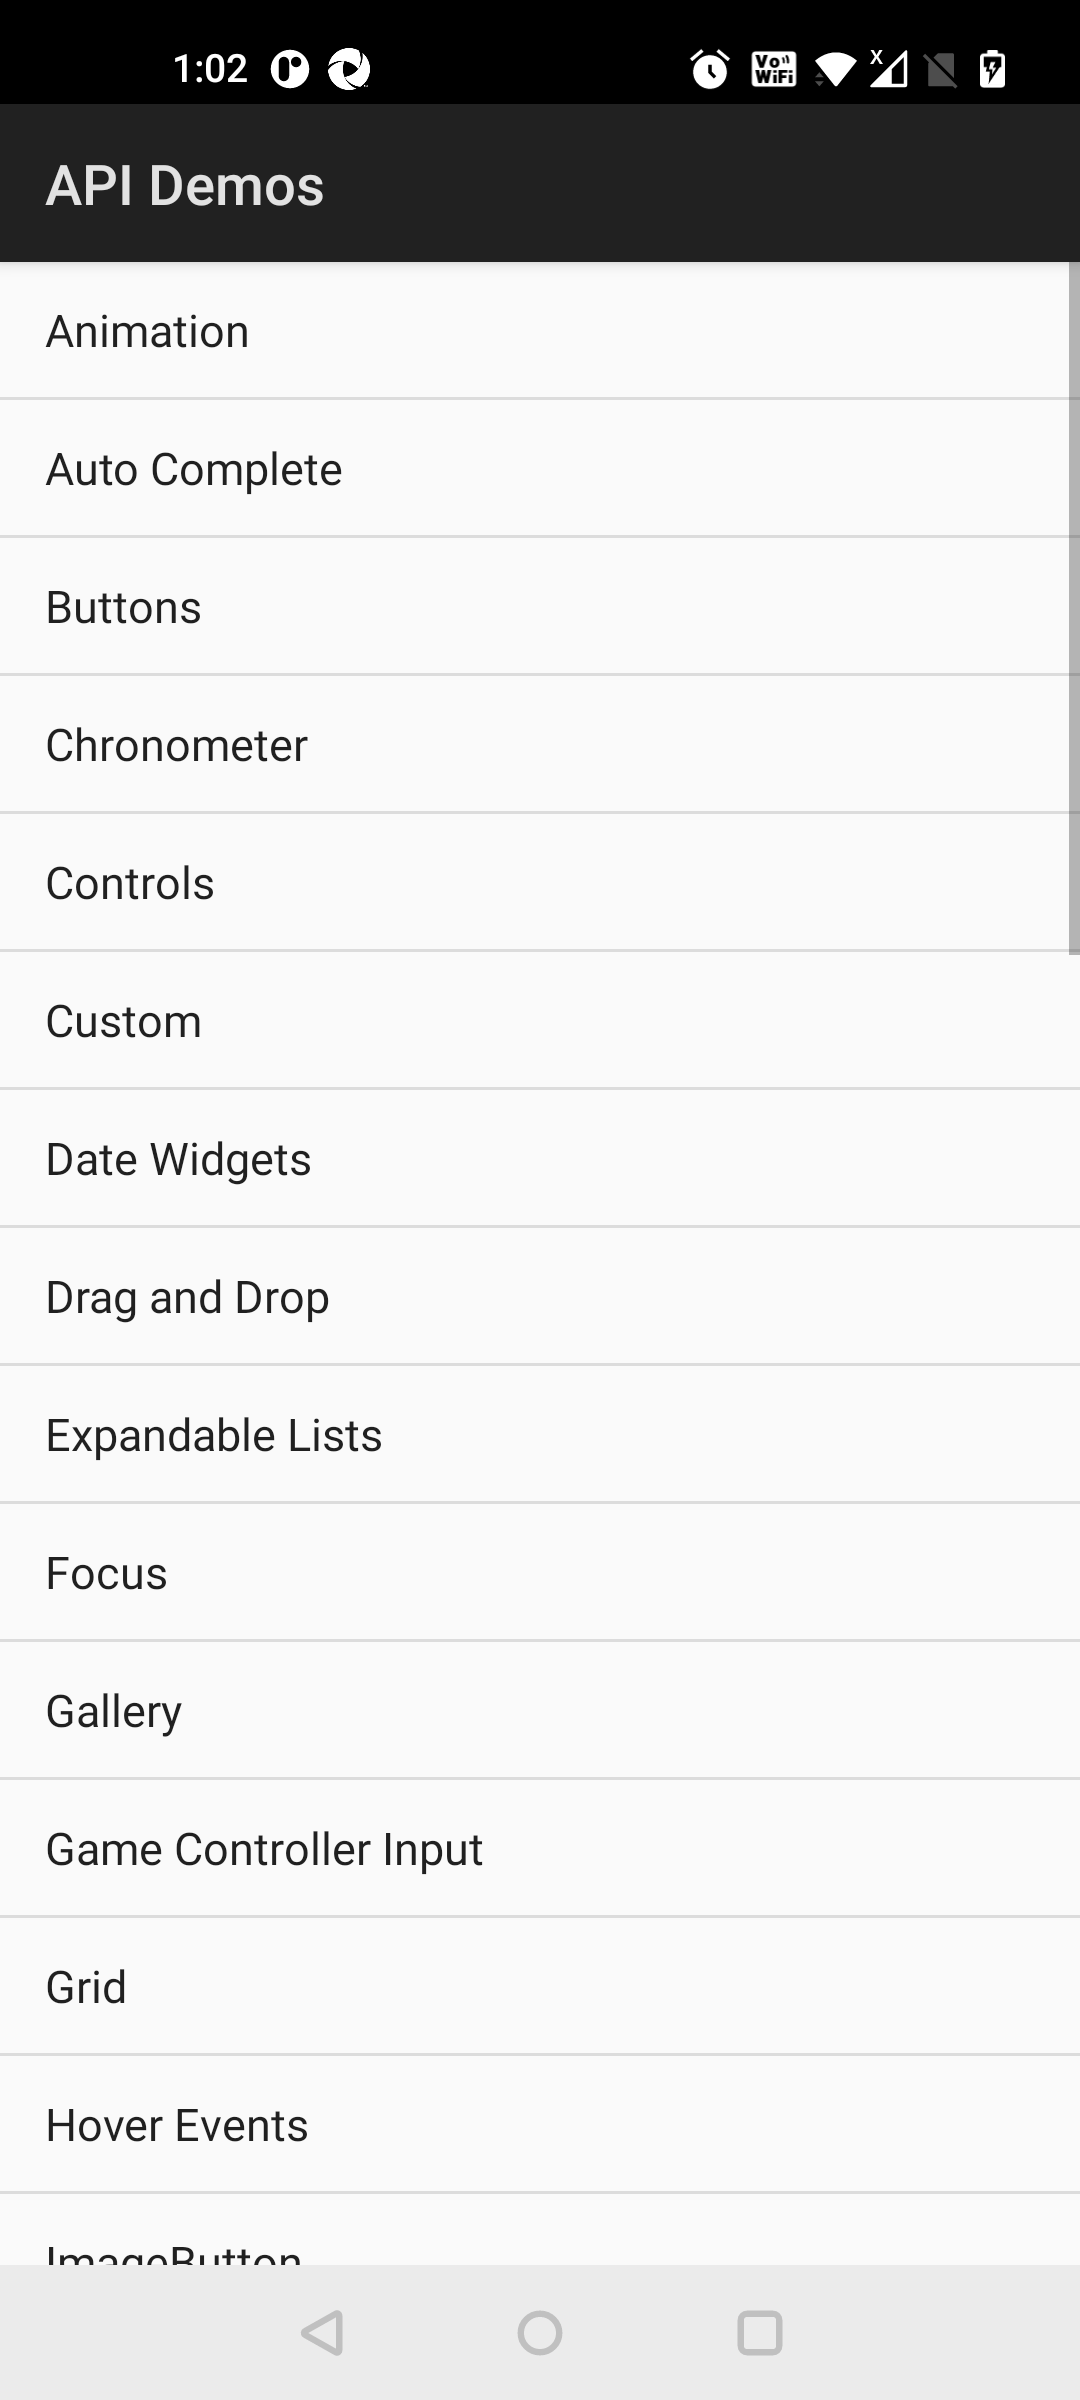 1:02
Vo))
WiFi
X
API Demos
Animation
Auto Complete
Buttons
Chronometer
Controls
Custom
Date Widgets
Drag and Drop
Expandable Lists
Focus
Gallery
Game Controller Input
Grid
Hover Events
ImageButton